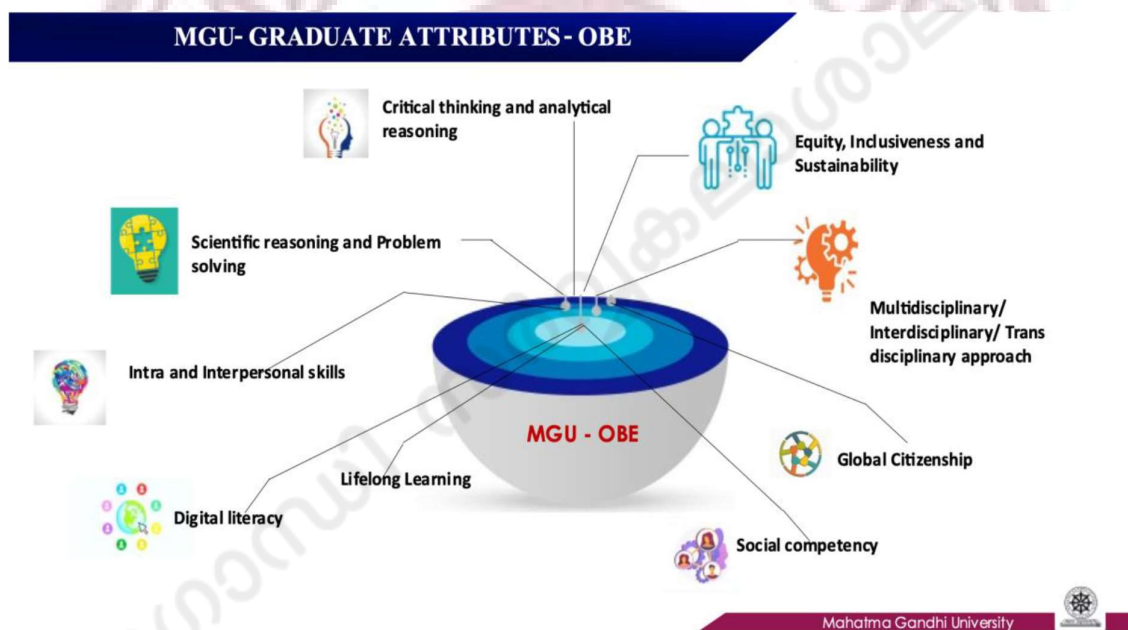 MGU- GRADUATE ATTRIBUTES - OBE
Critical thinking and analytical
reasoning
Equity, Inclusiveness and
Sustainability
Scientific reasoning and Problem
solving
Multidisciplinary/
Interdisciplinary/ Trans
disciplinary approach
Intra and Interpersonal skills
MGU - OBE
Global Citizenship
Lifelong Learning
Digital literacy
Social competency
Mahatma Gandhi University